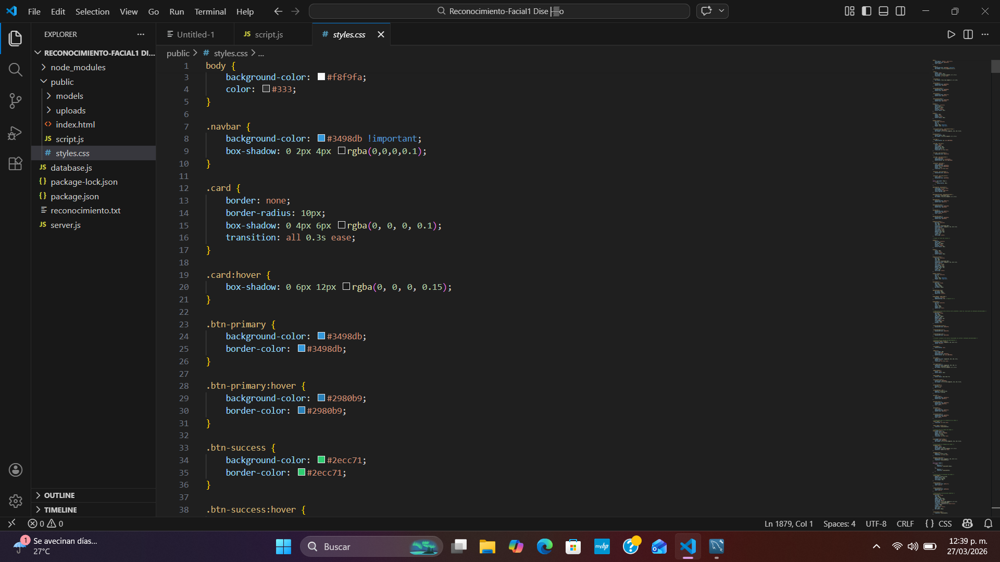 File Edit Selection View Go Run Terminal Help
Reconocimiento-Facial1 Dise
EXPLORER
Untitled-1
JS script.js
# styles.css
RECONOCIMIENTO-FACIAL1 DI...
public > # styles.css > ...
node_modules
public
models
uploads
<> index.html
JS script.js
# styles.css
JS database.js
{} package-lock.json
{} package.json
reconocimiento.txt
JS server.js
OUTLINE
TIMELINE
1 body {
3 background-color: #f8f9fa;
4 color: #333;
5 }
6
7 .navbar {
8 background-color: #3498db !important;
9 box-shadow: 0 2px 4px rgba(0,0,0,0.1);
10 }
11
12 .card {
13 border: none;
14 border-radius: 10px;
15 box-shadow: 0 4px 6px rgba(0, 0, 0, 0.1);
16 transition: all 0.3s ease;
17 }
18
19 .card:hover {
20 box-shadow: 0 6px 12px rgba(0, 0, 0, 0.15);
21 }
22
23 .btn-primary {
24 background-color: #3498db;
25 border-color: #3498db;
26 }
27
28 .btn-primary:hover {
29 background-color: #2980b9;
30 border-color: #2980b9;
31 }
32
33 .btn-success {
34 background-color: #2ecc71;
35 border-color: #2ecc71;
36 }
37
38 .btn-success:hover {
0 0
Ln 1879, Col 1 Spaces: 4 UTF-8 CRLF {} CSS
1
Se avecinan días...
27°C
Buscar
myhp
12:39 p. m.
27/03/2026